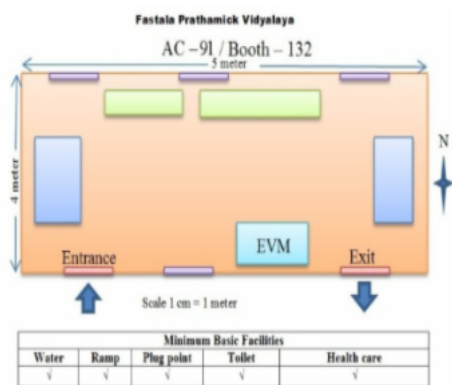 Fastala Prathamick Vidyalaya
AC –91 / Booth – 132
5 meter
4 meter
N
Entrance
EVM
Exit
Scale 1 cm = 1 meter
Minimum Basic Facilities
Water Ramp Plug point Toilet Health care
√ √ √ √ √